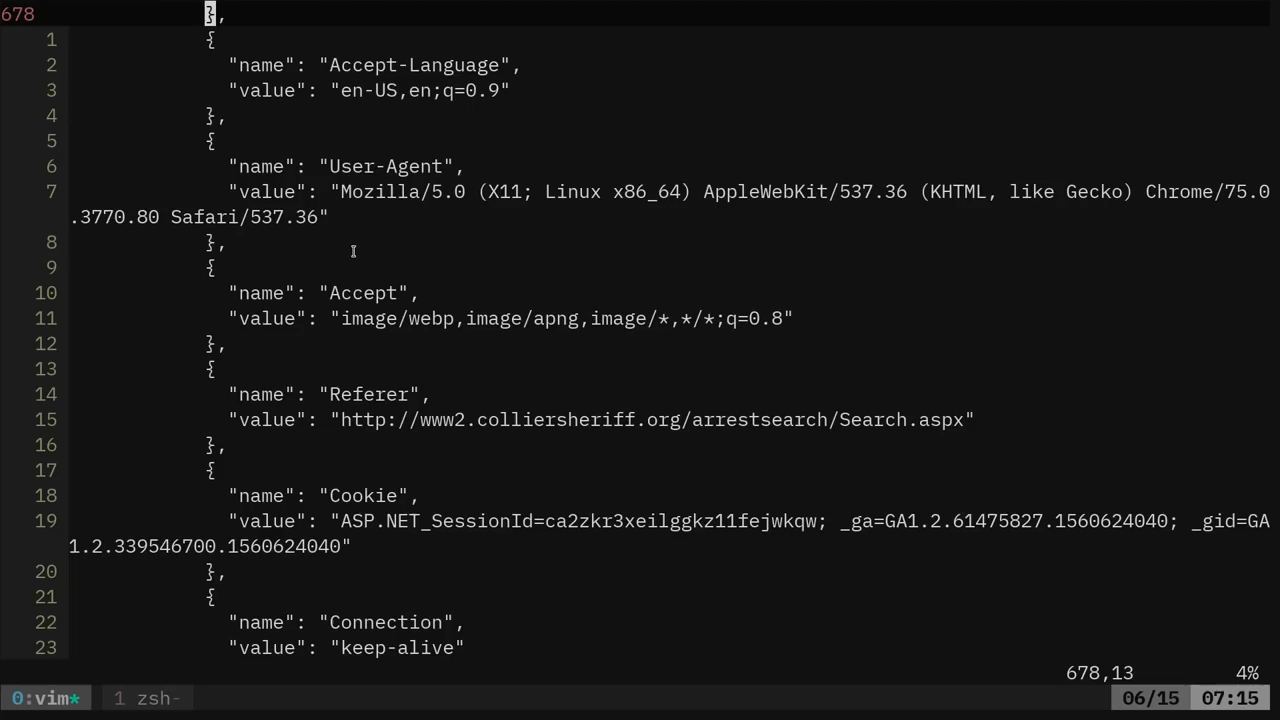 678 },
1 {
2 "name": "Accept-Language",
3 "value": "en-US,en;q=0.9"
4 },
5 {
6 "name": "User-Agent",
7 "value": "Mozilla/5.0 (X11; Linux x86_64) AppleWebKit/537.36 (KHTML, like Gecko) Chrome/75.0
.3770.80 Safari/537.36"
8 },
9 {
10 "name": "Accept",
11 "value": "image/webp,image/apng,image/*,*/*;q=0.8"
12 },
13 {
14 "name": "Referer",
15 "value": "http://www2.colliersheriff.org/arrestsearch/Search.aspx"
16 },
17 {
18 "name": "Cookie",
19 "value": "ASP.NET_SessionId=ca2zkr3xeilggkz11fejwkqw; _ga=GA1.2.61475827.1560624040; _gid=GA
1.2.339546700.1560624040"
20 },
21 {
22 "name": "Connection",
23 "value": "keep-alive"
678,13 4%
0:vim* 1 zsh- 06/15 07:15